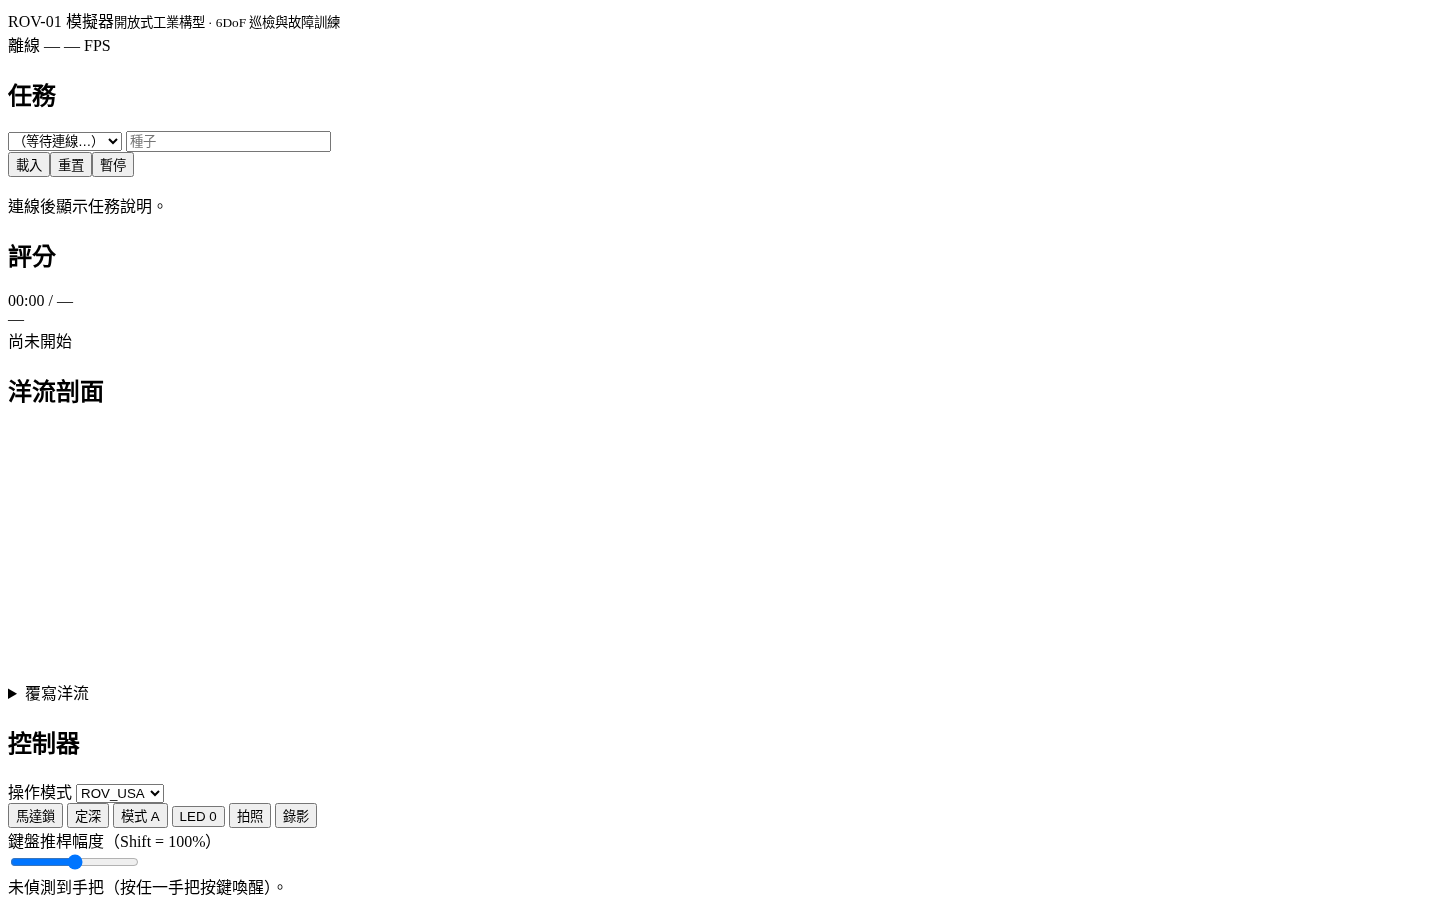 ROV-01 模擬器開放式工業構型 · 6DoF 巡檢與故障訓練
離線 — — FPS
任務
（等待連線...） 種子
載入 重置 暫停
連線後顯示任務說明。
評分
00:00 / —
—
尚未開始
洋流剖面
▶ 覆寫洋流
控制器
操作模式 ROV_USA
馬達鎖 定深 模式 A LED 0 拍照 錄影
鍵盤推桿幅度（Shift = 100%）
未偵測到手把（按任一手把按鍵喚醒）。